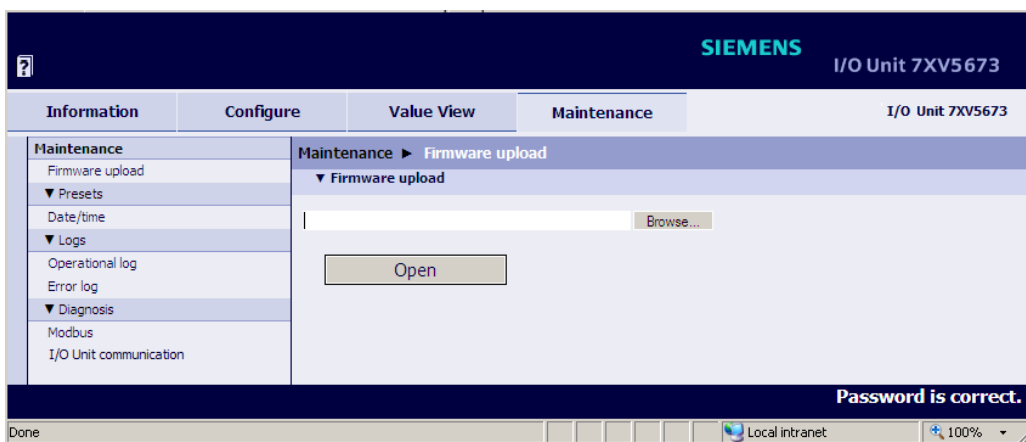 SIEMENS
?
I/O Unit 7XV5673
Information Configure Value View Maintenance I/O Unit 7XV5673
Maintenance
Firmware upload
▼ Presets
Date/time
▼ Logs
Operational log
Error log
▼ Diagnosis
Modbus
I/O Unit communication
Maintenance ► Firmware upload
▼ Firmware upload
Browse...
Open
Password is correct.
Done Local intranet 100%